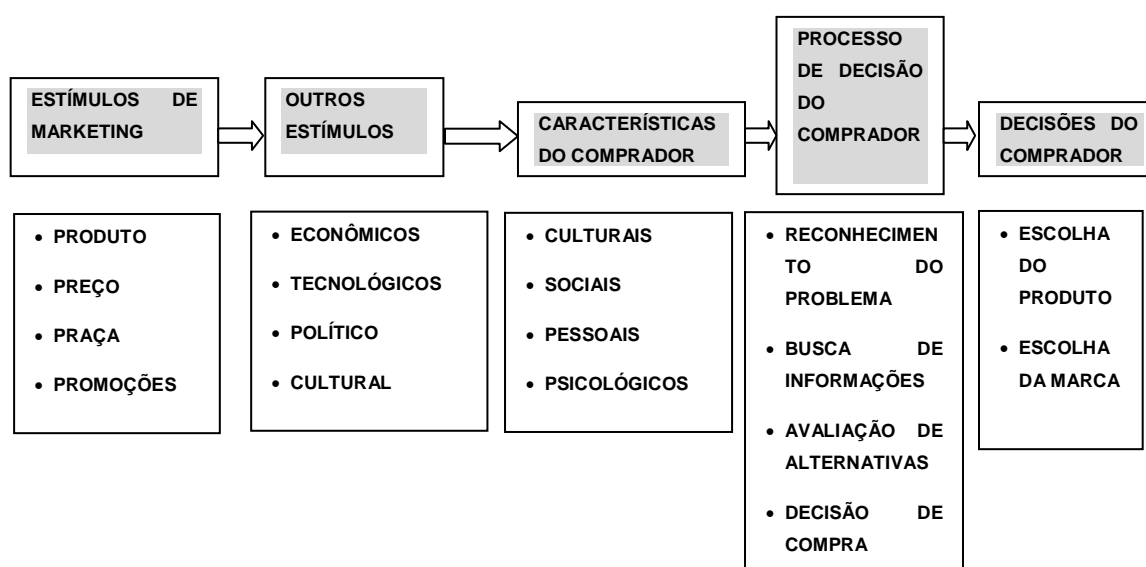 ESTÍMULOS DE
MARKETING
OUTROS
ESTÍMULOS
CARACTERÍSTICAS
DO COMPRADOR
PROCESSO
DE DECISÃO
DO
COMPRADOR
DECISÕES DO
COMPRADOR
• PRODUTO
• PREÇO
• PRAÇA
• PROMOÇÕES
• ECONÔMICOS
• TECNOLÓGICOS
• POLÍTICO
• CULTURAL
• CULTURAIS
• SOCIAIS
• PESSOAIS
• PSICOLÓGICOS
• RECONHECIMEN
TO DO
PROBLEMA
• BUSCA DE
INFORMAÇÕES
• AVALIAÇÃO DE
ALTERNATIVAS
• DECISÃO DE
COMPRA
• ESCOLHA
DO
PRODUTO
• ESCOLHA
DA MARCA